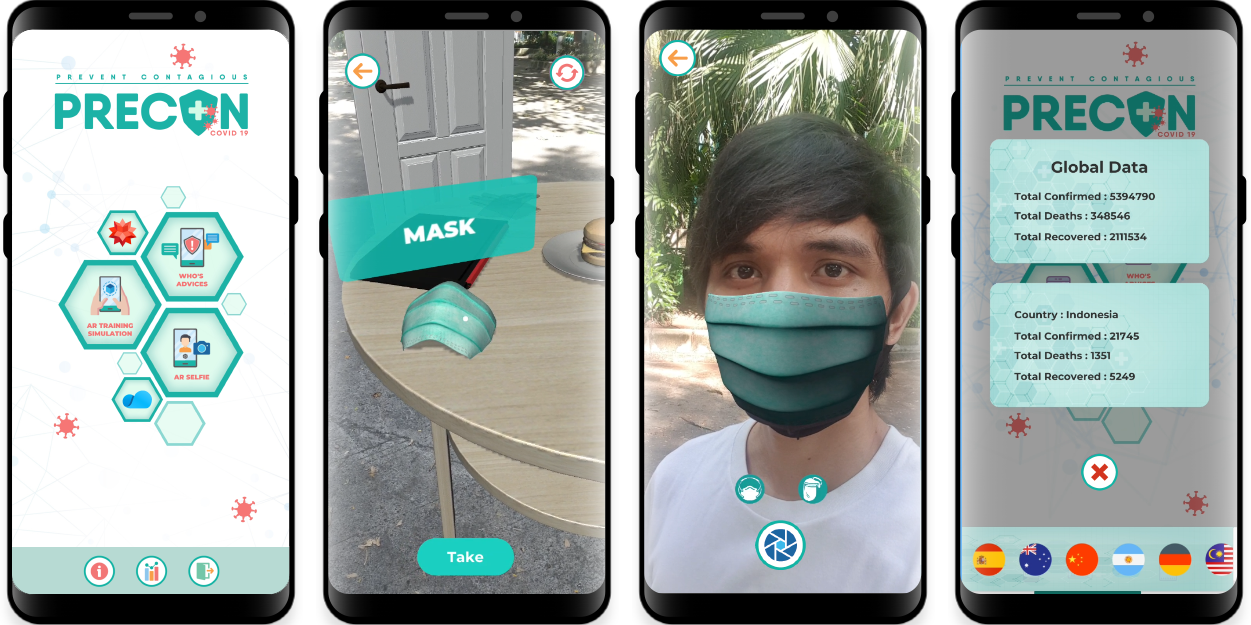 PREVENT CONTAGIOUS
PRECON
COVID 19
WHO'S
ADVICES
AR TRAINING
SIMULATION
AR SELFIE
MASK
Take
PREVENT CONTAGIOUS
PRECON
COVID 19
Global Data
Total Confirmed : 5394790
Total Deaths : 348546
Total Recovered : 2111534
WHO'S
ADVICES
Country : Indonesia
Total Confirmed : 21745
Total Deaths : 1351
Total Recovered : 5249